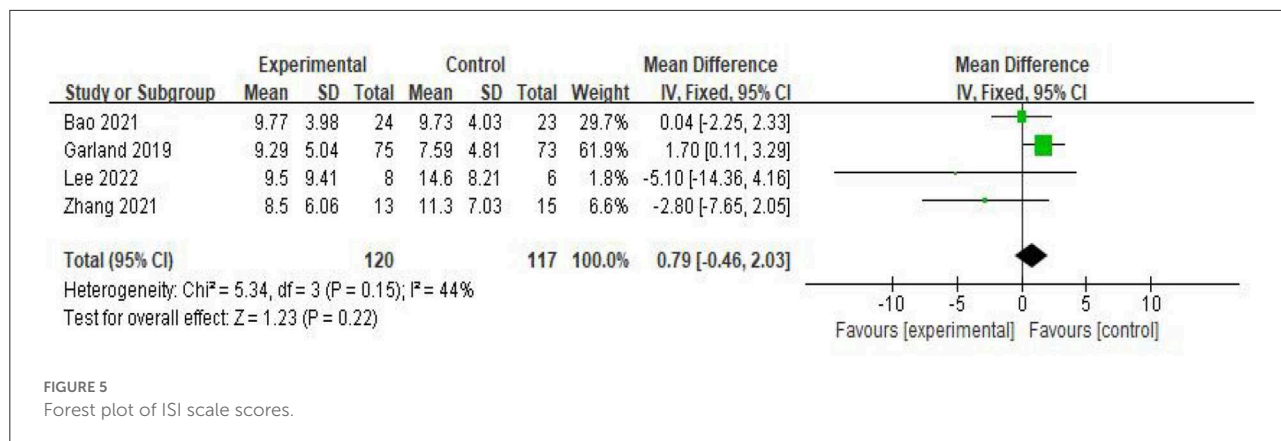 Experimental Control Mean Difference Mean Difference
Study or Subgroup Mean SD Total Mean SD Total Weight IV, Fixed, 95% CI IV, Fixed, 95% CI
Bao 2021 9.77 3.98 24 9.73 4.03 23 29.7% 0.04 [-2.25, 2.33]
Garland 2019 9.29 5.04 75 7.59 4.81 73 61.9% 1.70 [0.11, 3.29]
Lee 2022 9.5 9.41 8 14.6 8.21 6 1.8% -5.10 [-14.36, 4.16]
Zhang 2021 8.5 6.06 13 11.3 7.03 15 6.6% -2.80 [-7.65, 2.05]
Total (95% CI) 120 117 100.0% 0.79 [-0.46, 2.03]
Heterogeneity: Chi² = 5.34, df = 3 (P = 0.15); I² = 44%
Test for overall effect: Z = 1.23 (P = 0.22)
-10 -5 0 5 10
Favours [experimental] Favours [control]
FIGURE 5
Forest plot of ISI scale scores.